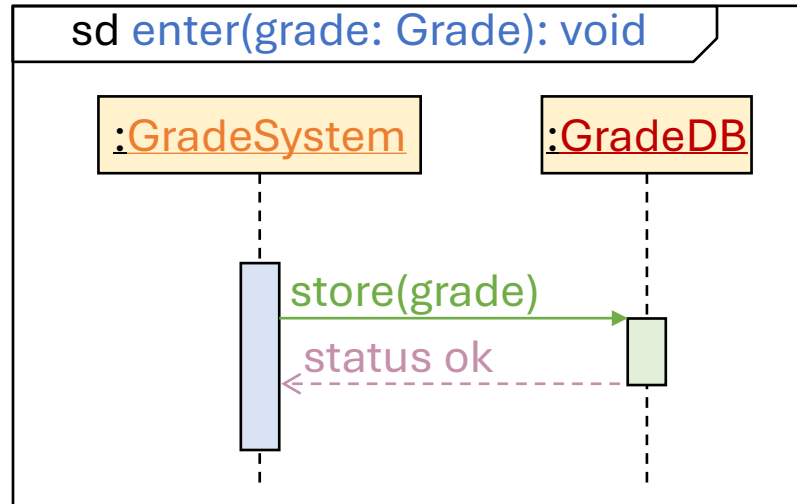 sd enter(grade: Grade): void
:GradeSystem
:GradeDB
store(grade)
status ok